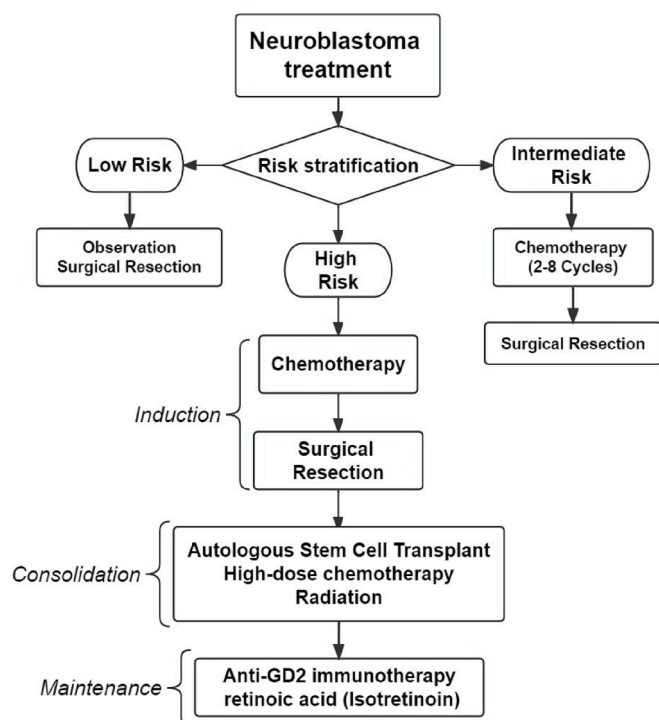 Neuroblastoma
treatment
Risk stratification
Low Risk
Intermediate
Risk
Observation
Surgical Resection
Chemotherapy
(2-8 Cycles)
High
Risk
Surgical Resection
Chemotherapy
Induction
Surgical
Resection
Autologous Stem Cell Transplant
High-dose chemotherapy
Radiation
Consolidation
Anti-GD2 immunotherapy
retinoic acid (Isotretinoin)
Maintenance